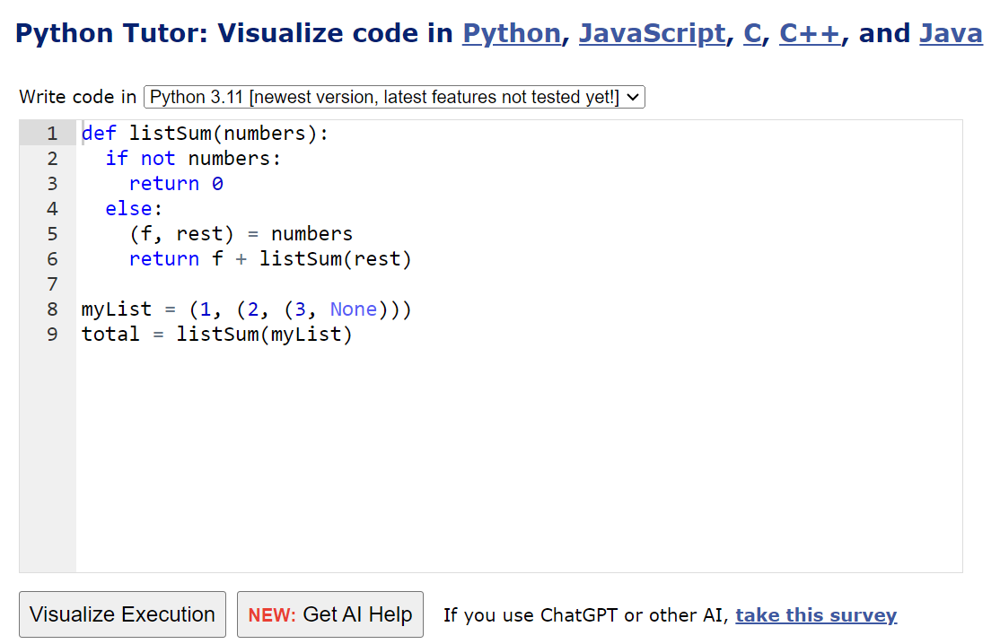 Python Tutor: Visualize code in Python, JavaScript, C, C++, and Java
Write code in Python 3.11 [newest version, latest features not tested yet!]
1 def listSum(numbers):
2   if not numbers:
3     return 0
4   else:
5     (f, rest) = numbers
6     return f + listSum(rest)
7
8 myList = (1, (2, (3, None)))
9 total = listSum(myList)
Visualize Execution NEW: Get AI Help If you use ChatGPT or other AI, take this survey